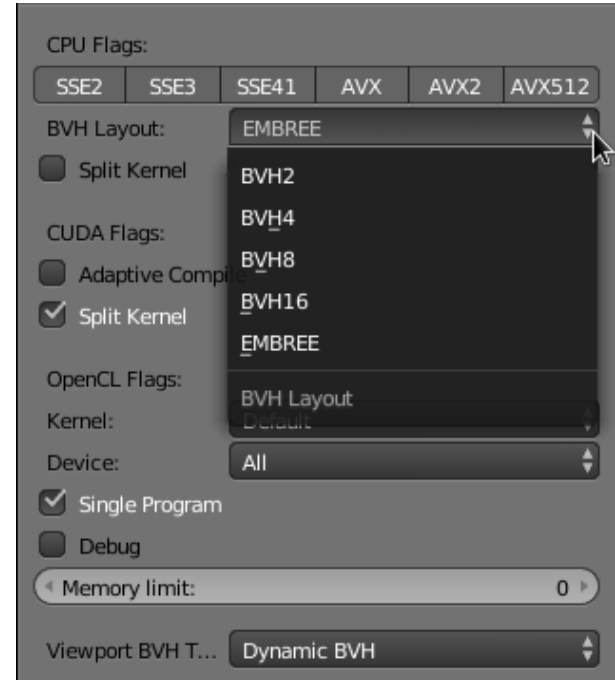 CPU Flags:
SSE2 SSE3 SSE41 AVX AVX2 AVX512
BVH Layout: EMBREE
Split Kernel
BVH2
BVH4
CUDA Flags:
BVH8
Adaptive Compile
BVH16
Split Kernel
EMBREE
OpenCL Flags:
BVH Layout
Kernel: Default
Device: All
Single Program
Debug
Memory limit: 0
Viewport BVH T... Dynamic BVH